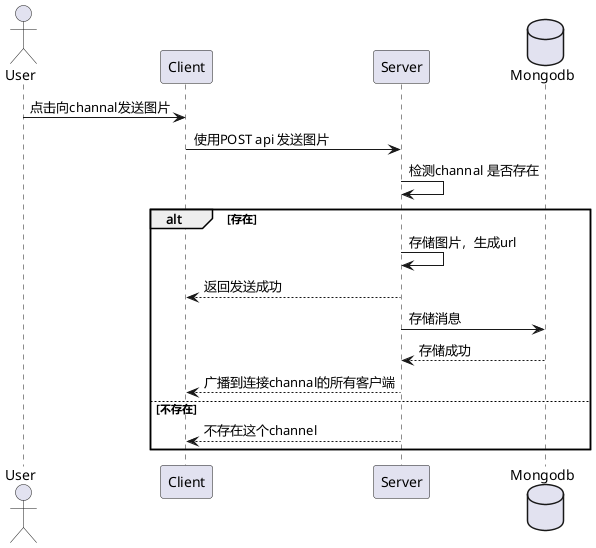 User
Client
Server
Mongodb
点击向channal发送图片
使用POST api 发送图片
检测channal 是否存在
alt
[存在]
存储图片，生成url
返回发送成功
存储消息
存储成功
广播到连接channal的所有客户端
[不存在]
不存在这个channel
User
Client
Server
Mongodb